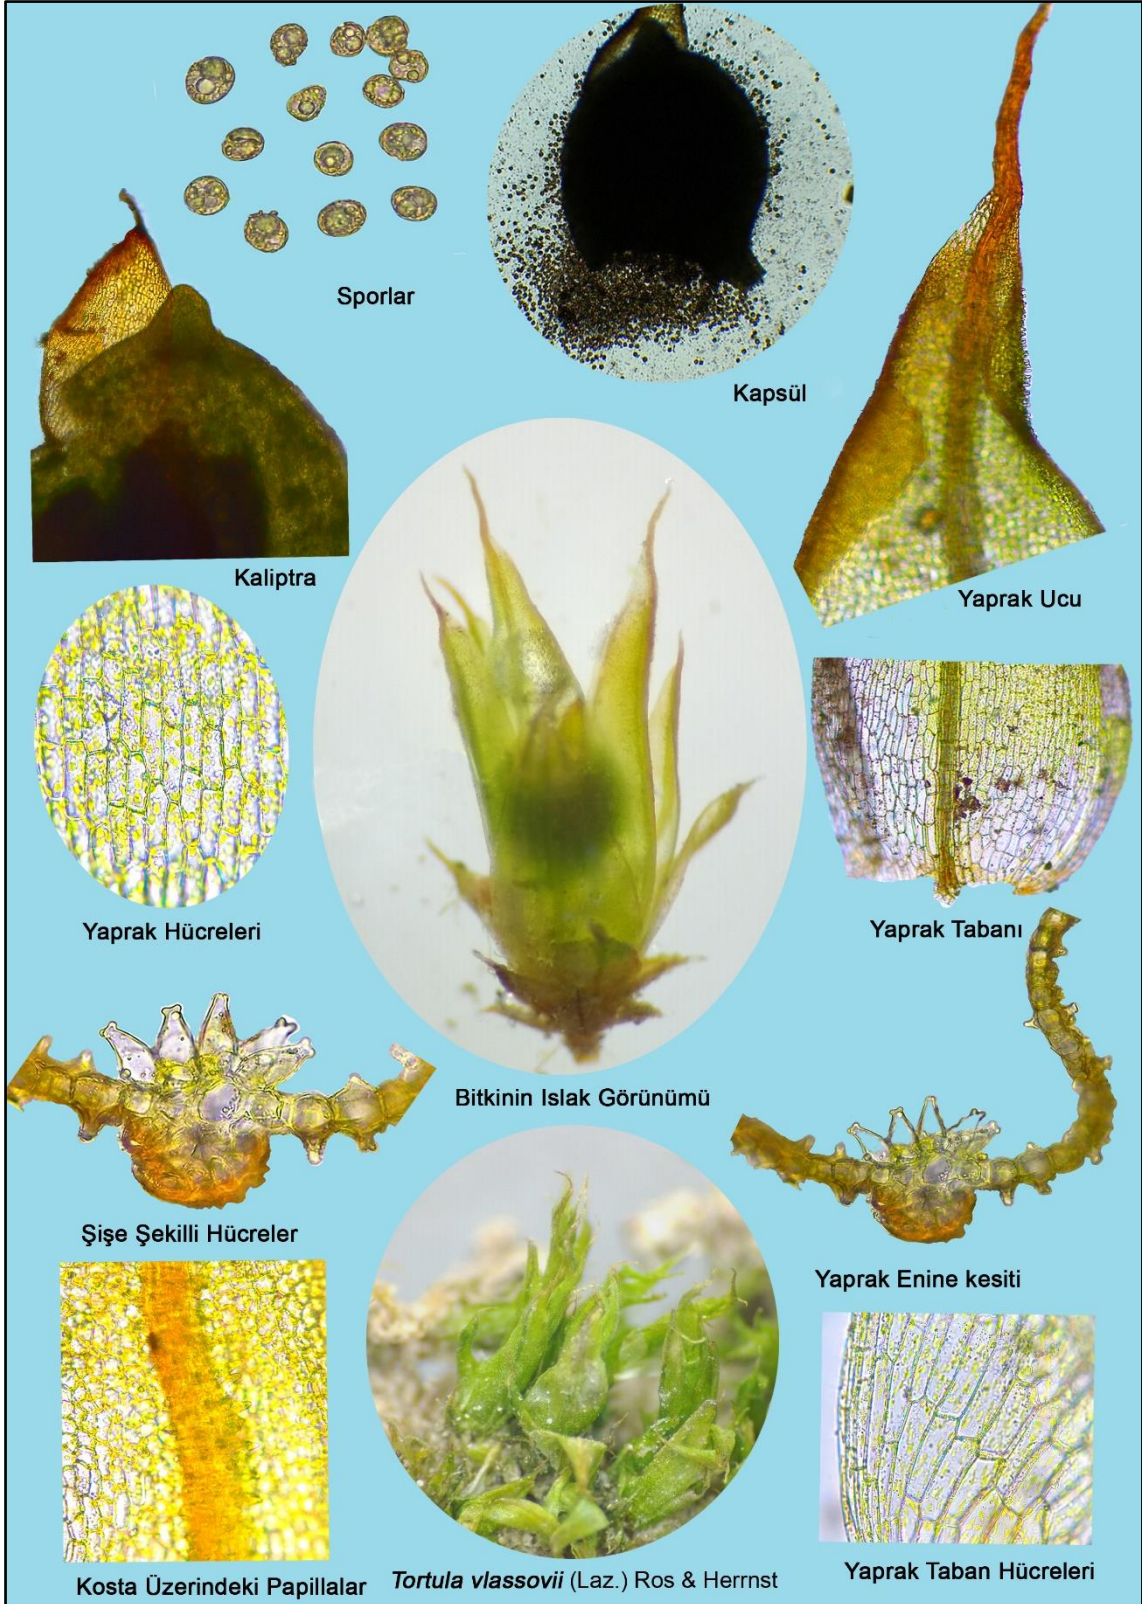 Sporlar
Kapsül
Kaliptra
Yaprak Ucu
Yaprak Hücreleri
Yaprak Tabanı
Bitkinin Islak Görünümü
Şişe Şekilli Hücreler
Yaprak Enine kesiti
Kosta Üzerindeki Papillalar
Tortula vlassovii (Laz.) Ros & Herrnst
Yaprak Taban Hücreleri